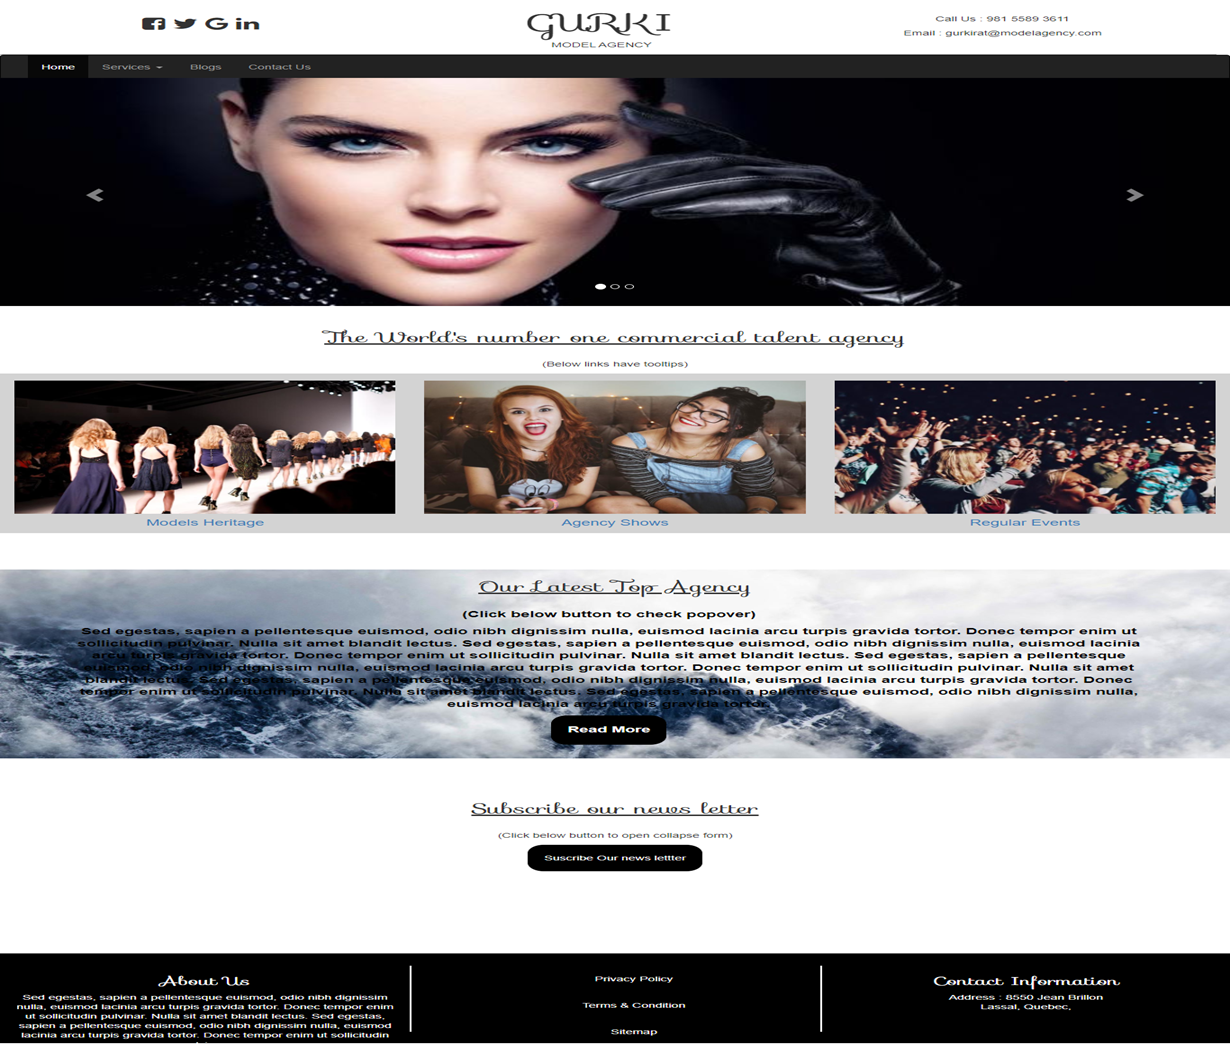 GURKI
MODEL AGENCY
Call Us : 981 5589 3611
Email : gurkirat@modelagency.com
Home Services Blogs Contact Us
The World's number one commercial talent agency
(Below links have tooltips)
Models Heritage
Agency Shows
Regular Events
Our Latest Top Agency
(Click below button to check popover)
Sed egestas, sapien a pellentesque euismod, odio nibh dignissim nulla, euismod lacinia arcu turpis gravida tortor. Donec tempor enim ut
sollicitudin pulvinar. Nulla sit amet blandit lectus. Sed egestas, sapien a pellentesque euismod, odio nibh dignissim nulla, euismod lacinia
arcu turpis gravida tortor. Donec tempor enim ut sollicitudin pulvinar. Nulla sit amet blandit lectus. Sed egestas, sapien a pellentesque
euismod, odio nibh dignissim nulla, euismod lacinia arcu turpis gravida tortor. Donec tempor enim ut sollicitudin pulvinar. Nulla sit amet
blandit lectus. Sed egestas, sapien a pellentesque euismod, odio nibh dignissim nulla, euismod lacinia arcu turpis gravida tortor. Donec
tempor enim ut sollicitudin pulvinar. Nulla sit amet blandit lectus. Sed egestas, sapien a pellentesque euismod, odio nibh dignissim nulla,
euismod lacinia arcu turpis gravida tortor.
Read More
Subscribe our news letter
(Click below button to open collapse form)
Suscribe Our news lettter
About Us
Sed egestas, sapien a pellentesque euismod, odio nibh dignissim
nulla, euismod lacinia arcu turpis gravida tortor. Donec tempor enim
ut sollicitudin pulvinar. Nulla sit amet blandit lectus. Sed egestas,
sapien a pellentesque euismod, odio nibh dignissim nulla, euismod
lacinia arcu turpis gravida tortor. Donec tempor enim ut sollicitudin
Privacy Policy
Terms & Condition
Sitemap
Contact Information
Address : 8550 Jean Brillon
Lassal, Quebec,